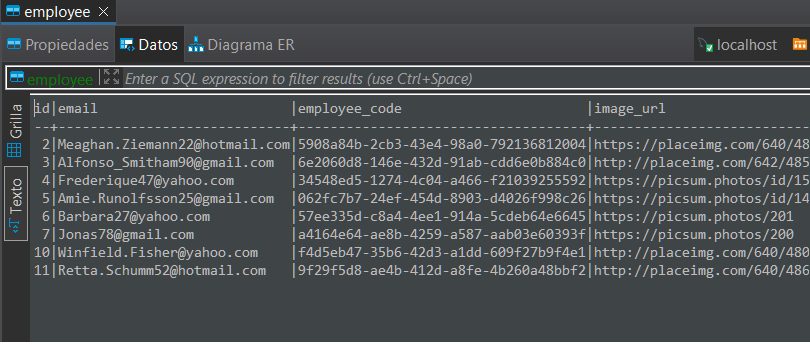 employee
Propiedades Datos Diagrama ER localhost
employee Enter a SQL expression to filter results (use Ctrl+Space)
Grilla
Texto
id|email |employee_code |image_url
--+----------------------------+------------------------------------+---------------------
2|Meaghan.Ziemann22@hotmail.com|5908a84b-2cb3-43e4-98a0-792136812004|https://placeimg.com/640/48
3|Alfonso_Smitham90@gmail.com |6e2060d8-146e-432d-91ab-cdd6e0b884c0|http://placeimg.com/642/485
4|Frederique47@yahoo.com |34548ed5-1274-4c04-a466-f21039255592|https://picsum.photos/id/15
5|Amie.Runolfsson25@gmail.com |062fc7b7-24ef-454d-8903-d4026f998c26|https://picsum.photos/id/14
6|Barbara27@yahoo.com |57ee335d-c8a4-4ee1-914a-5cdeb64e6645|https://picsum.photos/201
7|Jonas78@gmail.com |a4164e64-ae8b-4259-a587-aab03e60393f|https://picsum.photos/200
10|Winfield.Fisher@yahoo.com |f4d5eb47-35b6-42d3-a1dd-609f27b9f4e1|http://placeimg.com/640/480
11|Retta.Schumm52@hotmail.com |9f29f5d8-ae4b-412d-a8fe-4b260a48bbf2|http://placeimg.com/640/486